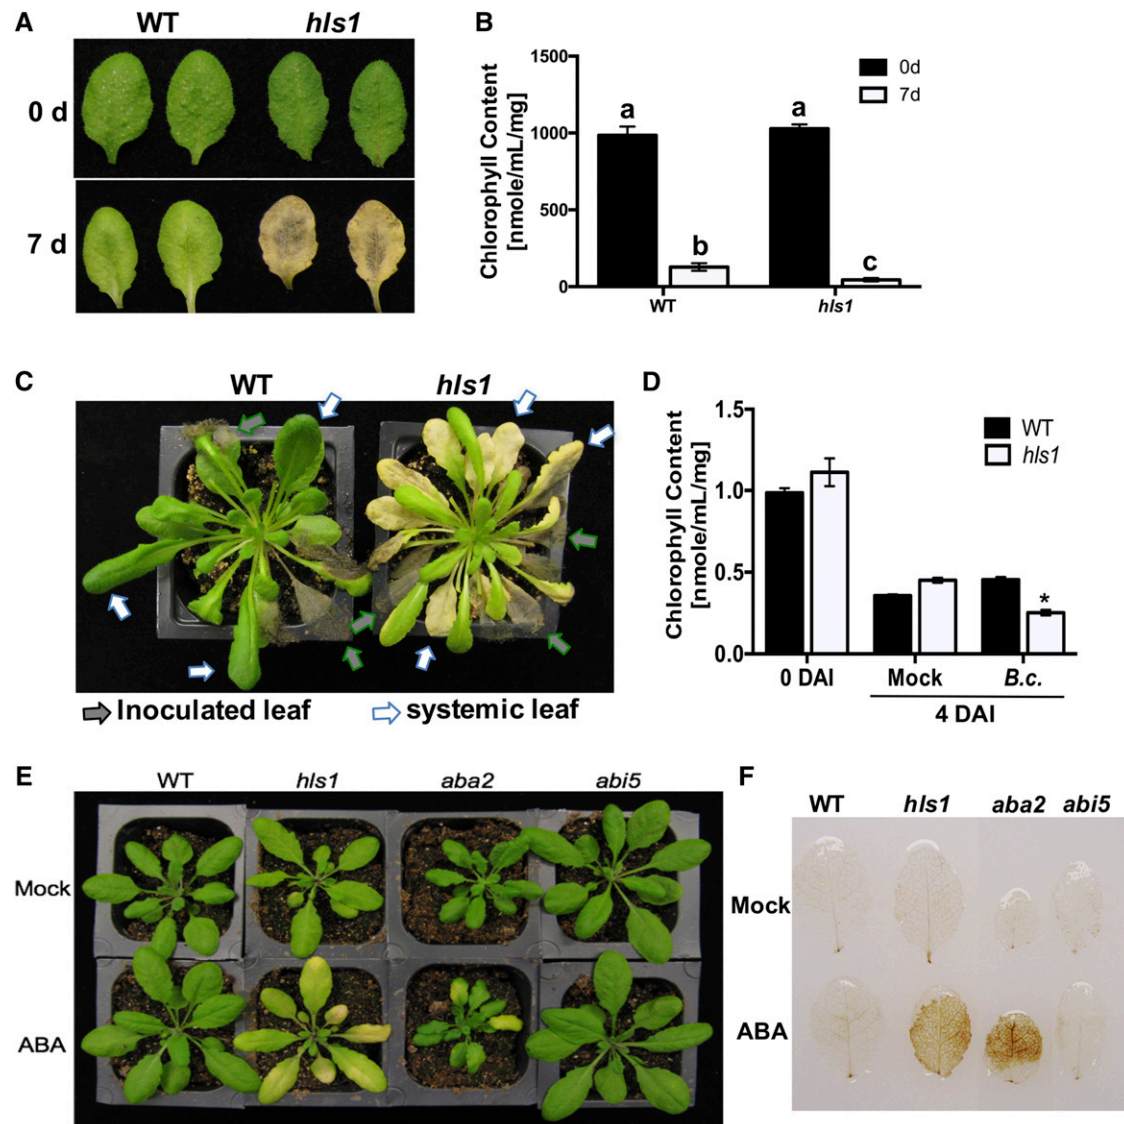 A
WT hls1
0 d
7 d
B
Chlorophyll Content
[nmole/mL/mg]
1500
1000
500
0
a
b
a
c
0d
7d
WT hls1
C
WT hls1
Inoculated leaf systemic leaf
D
Chlorophyll Content
[nmole/mL/mg]
1.5
1.0
0.5
0.0
WT
hls1
*
0 DAI Mock B.c.
4 DAI
E
WT hls1 aba2 abi5
Mock
ABA
F
WT hls1 aba2 abi5
Mock
ABA